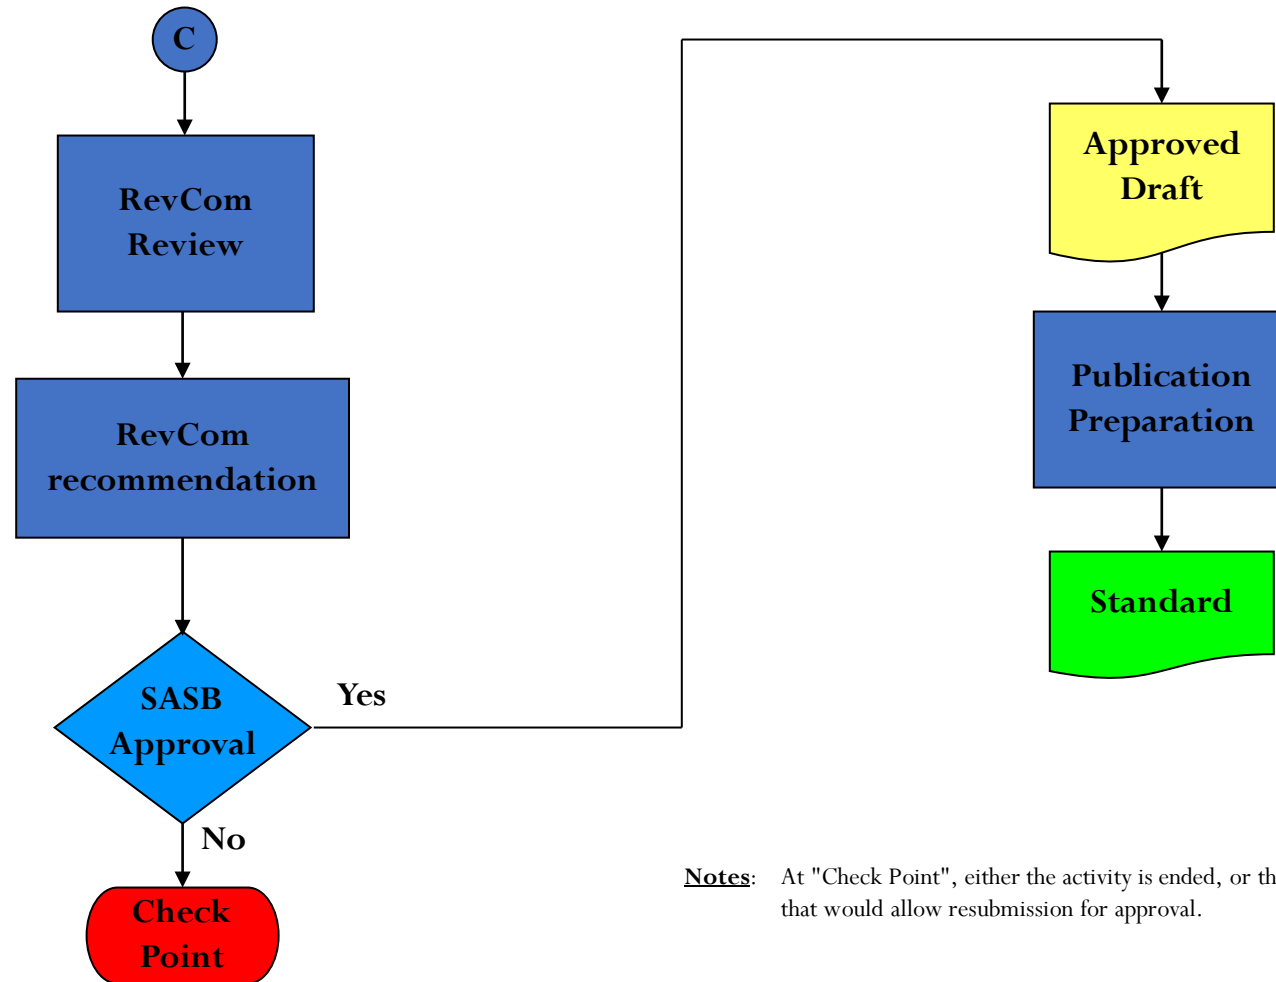 C
RevCom
Review
RevCom
recommendation
SASB
Approval
Yes
No
Check
Point
Approved
Draft
Publication
Preparation
Standard
Notes: At "Check Point", either the activity is ended, or
that would allow resubmission for approval.